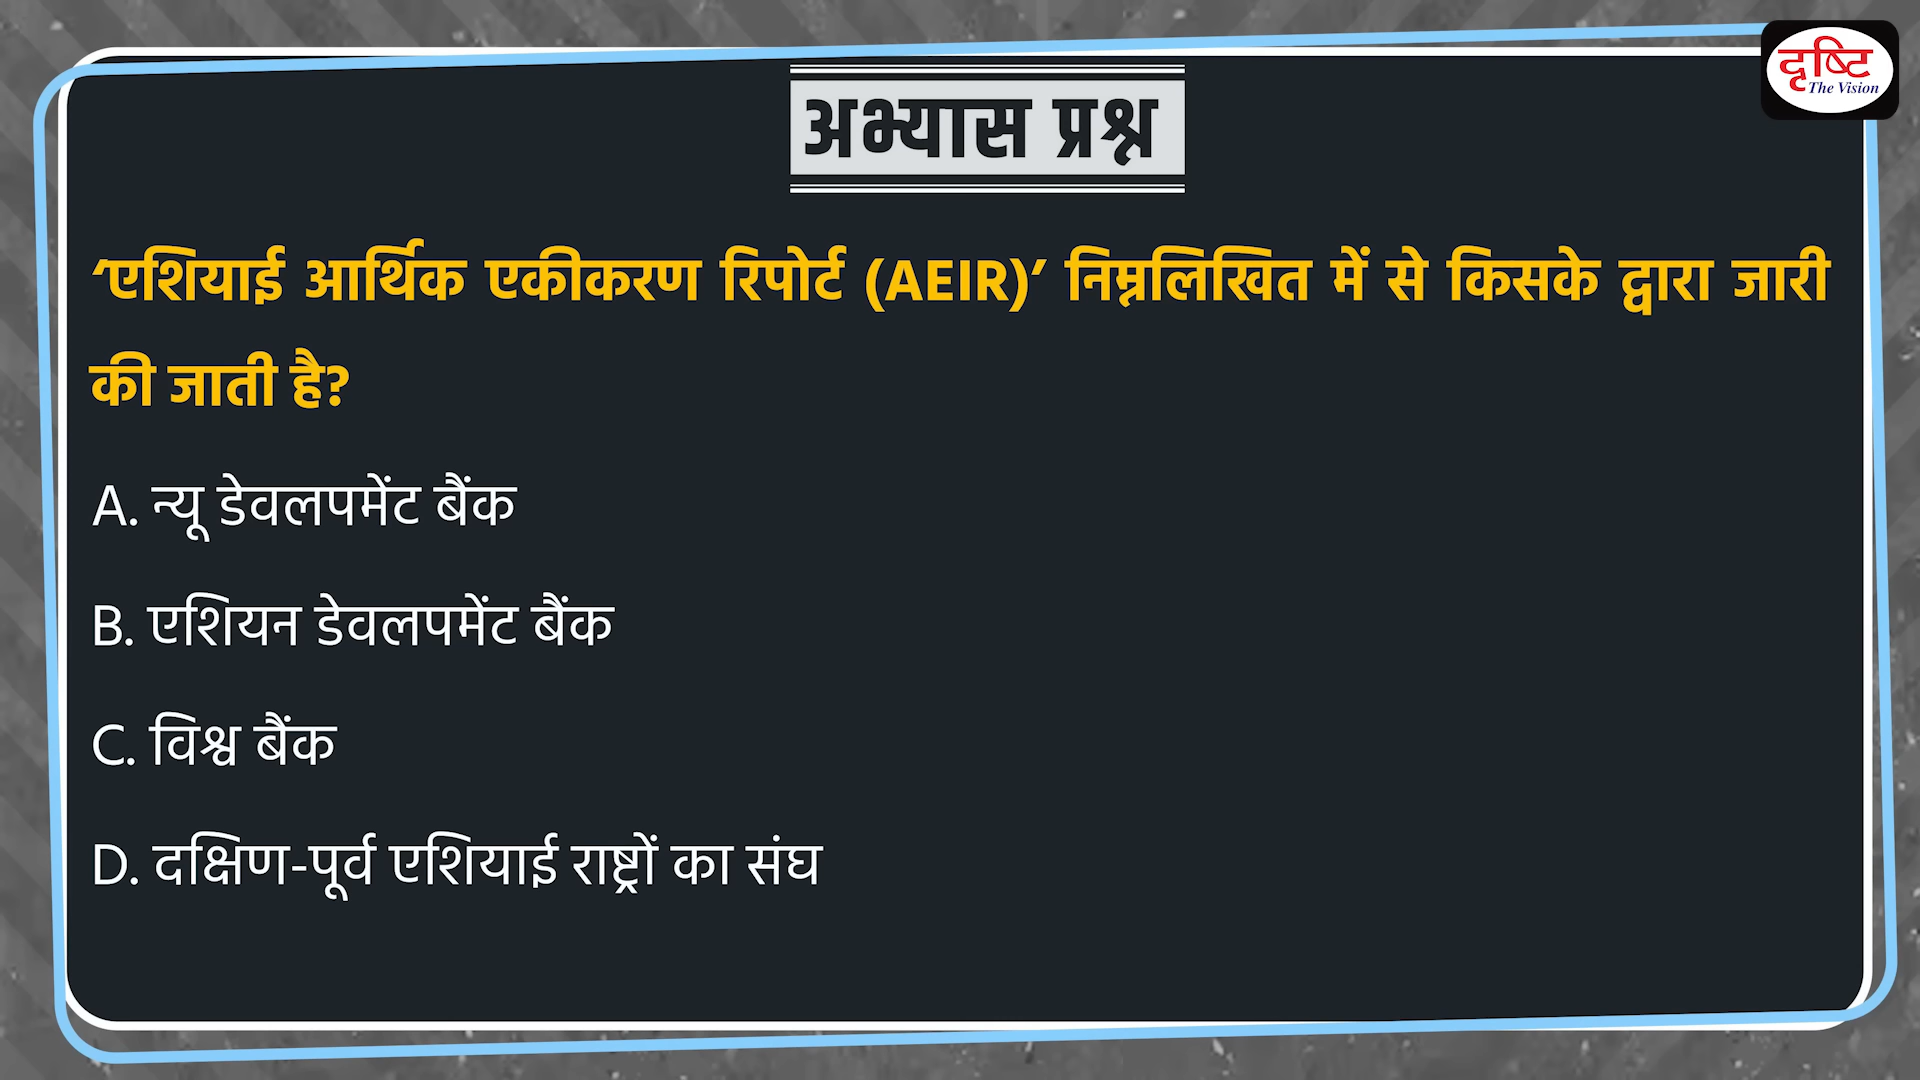 दृष्टि
The Vision
अभ्यास प्रश्न
‘एशियाई आर्थिक एकीकरण रिपोर्ट (AEIR)’ निम्नलिखित में से किसके द्वारा जारी
की जाती है?
A. न्यू डेवलपमेंट बैंक
B. एशियन डेवलपमेंट बैंक
C. विश्व बैंक
D. दक्षिण-पूर्व एशियाई राष्ट्रों का संघ